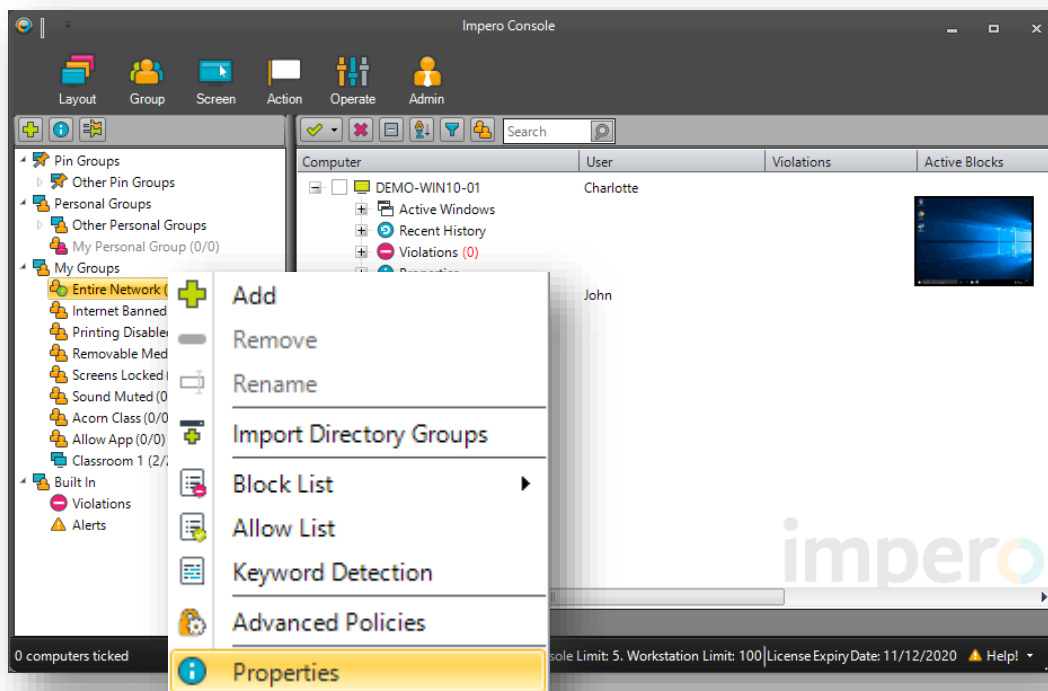 Impero Console
Layout
Group
Screen
Action
Operate
Admin
Search
Pin Groups
Other Pin Groups
Personal Groups
Other Personal Groups
My Personal Group (0/0)
My Groups
Entire Network (
Internet Banned
Printing Disable
Removable Med
Screens Locked
Sound Muted (0
Acorn Class (0/0
Allow App (0/0)
Classroom 1 (2/
Built In
Violations
Alerts
Computer
User
Violations
Active Blocks
DEMO-WIN10-01
Charlotte
Active Windows
Recent History
Violations (0)
John
Add
Remove
Rename
Import Directory Groups
Block List
Allow List
Keyword Detection
Advanced Policies
Properties
impero
0 computers ticked
sole Limit: 5. Workstation Limit: 100
License Expiry Date: 11/12/2020
Help!